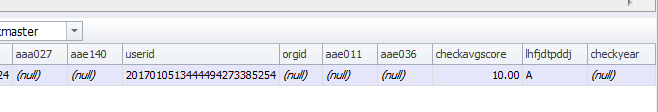 kmaster
aaa027 aae140 userid orgid aae011 aae036 checkavgscore lhfjdtpddj checkyear
24 (null) (null) 2017010513444494273385254 (null) (null) (null) 10.00 A (null)